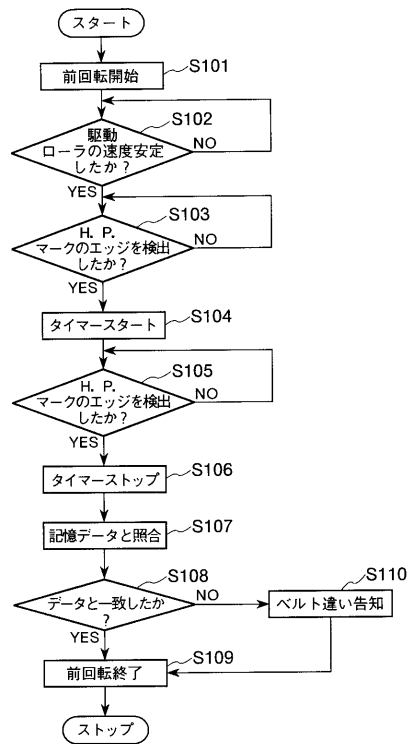 スタート
前回転開始
S101
駆動
ローラの速度安定
したか？
S102
NO
YES
H. P.
マークのエッジを検出
したか？
S103
NO
YES
タイマースタート
S104
H. P.
マークのエッジを検出
したか？
S105
NO
YES
タイマーストップ
S106
記憶データと照合
S107
データと一致したか
？
S108
NO
YES
ベルト違い告知
S110
前回転終了
S109
ストップ